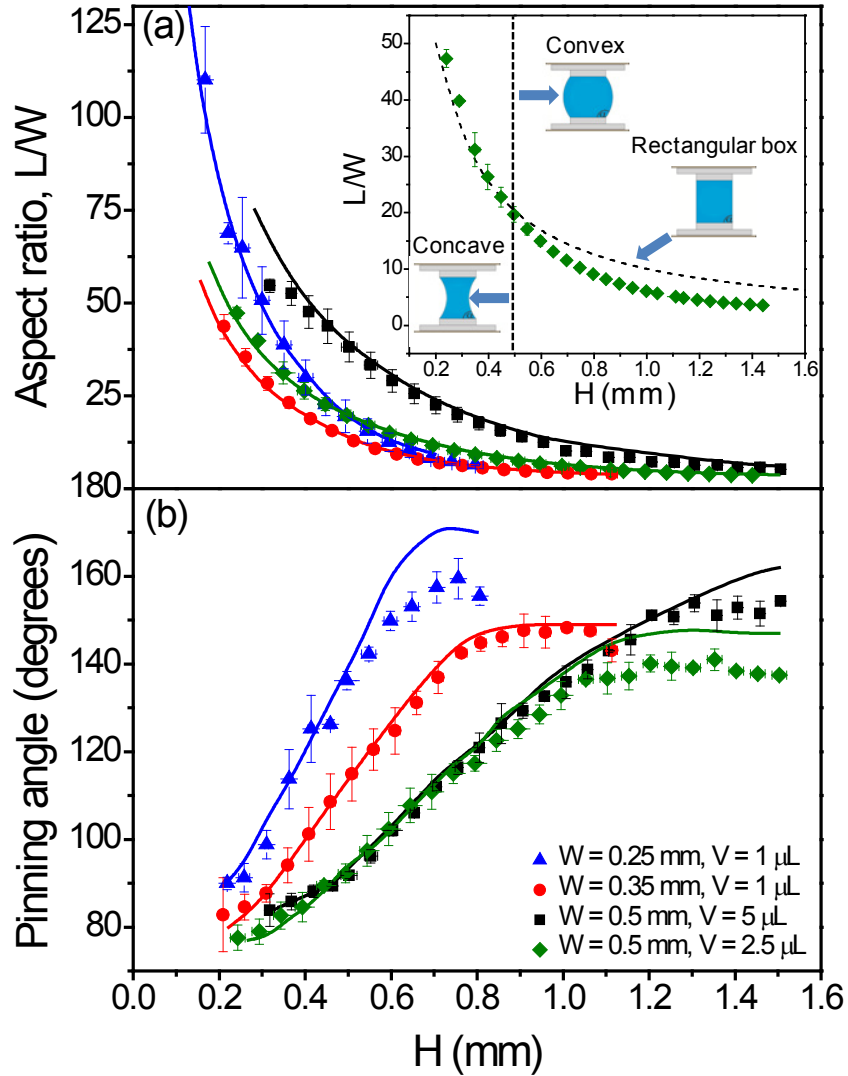 (a)
125
100
75
50
25
Aspect ratio, L/W
50
40
30
20
10
0
L/W
0.2 0.4 0.6 0.8 1.0 1.2 1.4 1.6
H (mm)
Convex
Rectangular box
Concave
(b)
180
160
140
120
100
80
Pinning angle (degrees)
W = 0.25 mm, V = 1 µL
W = 0.35 mm, V = 1 µL
W = 0.5 mm, V = 5 µL
W = 0.5 mm, V = 2.5 µL
0.0 0.2 0.4 0.6 0.8 1.0 1.2 1.4 1.6
H (mm)